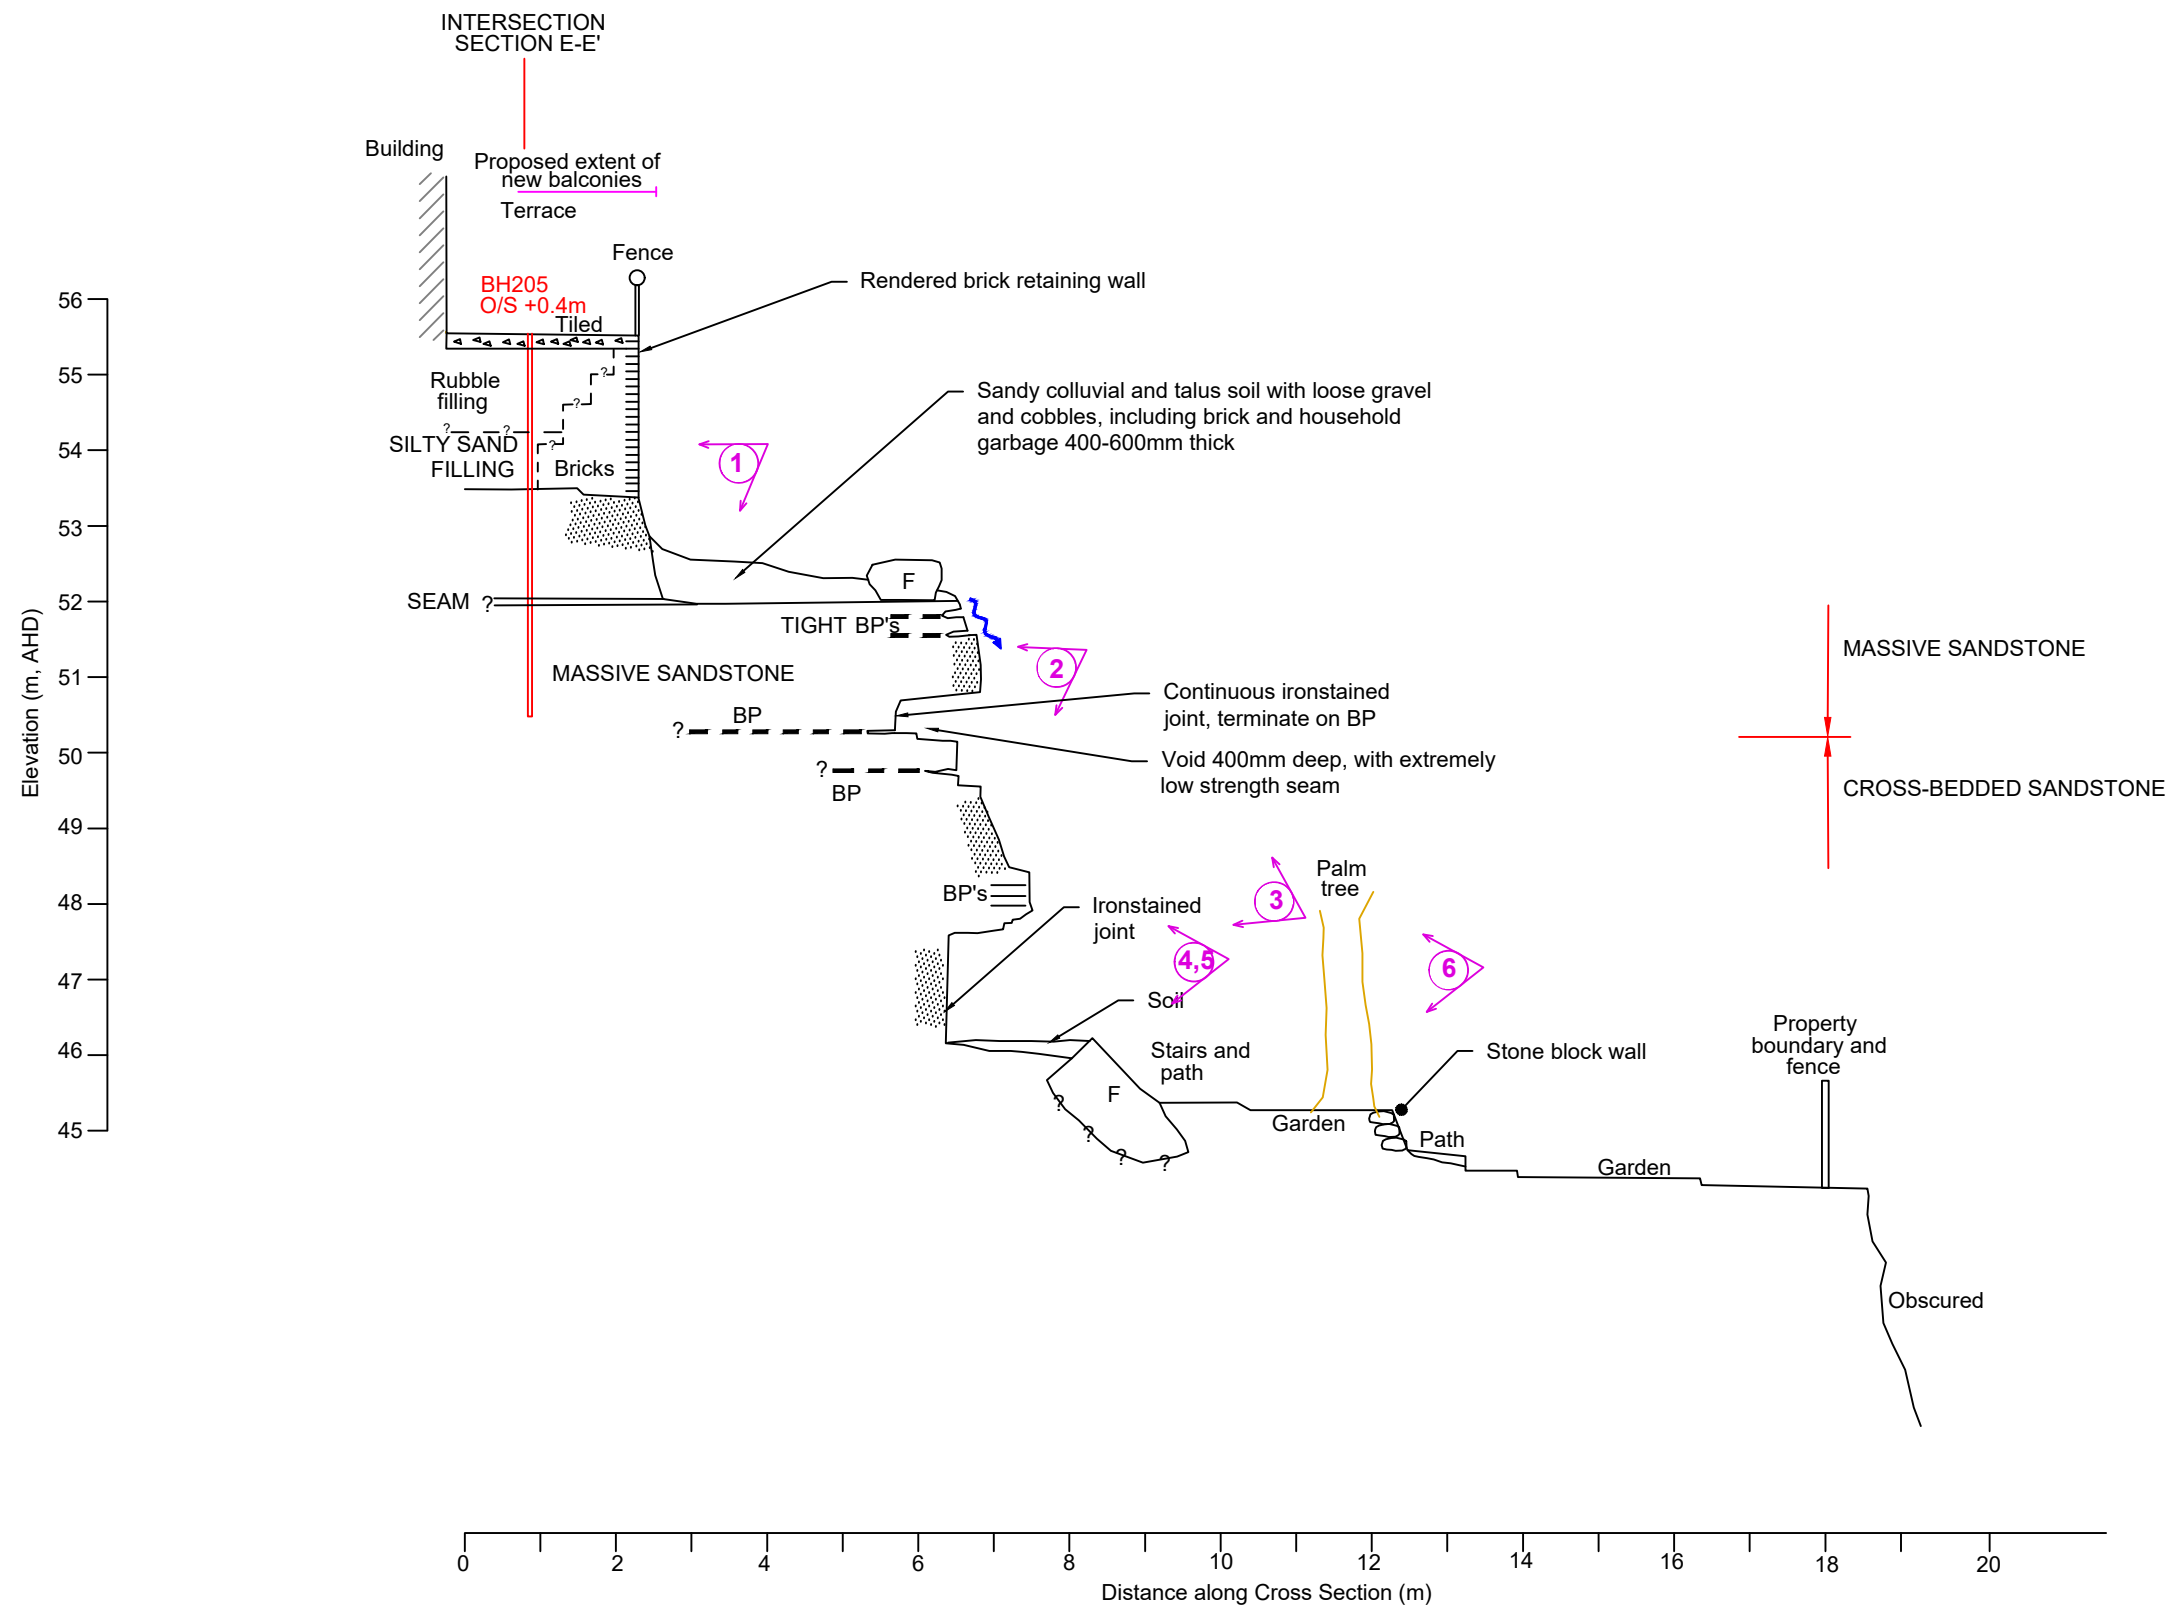 INTERSECTION
SECTION E-E'
Building
Proposed extent of
new balconies
Terrace
Fence
BH205
O/S +0.4m
Tiled
Rendered brick retaining wall
Rubble
filling
?
?
?
?
?
SILTY SAND
FILLING
Bricks
Sandy colluvial and talus soil with loose gravel
and cobbles, including brick and household
garbage 400-600mm thick
1
F
SEAM ?
TIGHT BP's
MASSIVE SANDSTONE
2
Continuous ironstained
joint, terminate on BP
BP
?
Void 400mm deep, with extremely
low strength seam
?
BP
MASSIVE SANDSTONE
CROSS-BEDDED SANDSTONE
BP's
Ironstained
joint
3
4,5
Palm
tree
6
Soil
Stairs and
path
F
?
?
?
?
Stone block wall
Garden
Path
Garden
Property
boundary and
fence
Obscured
Elevation (m, AHD)
56
55
54
53
52
51
50
49
48
47
46
45
0
2
4
6
8
10
12
14
16
18
20
Distance along Cross Section (m)